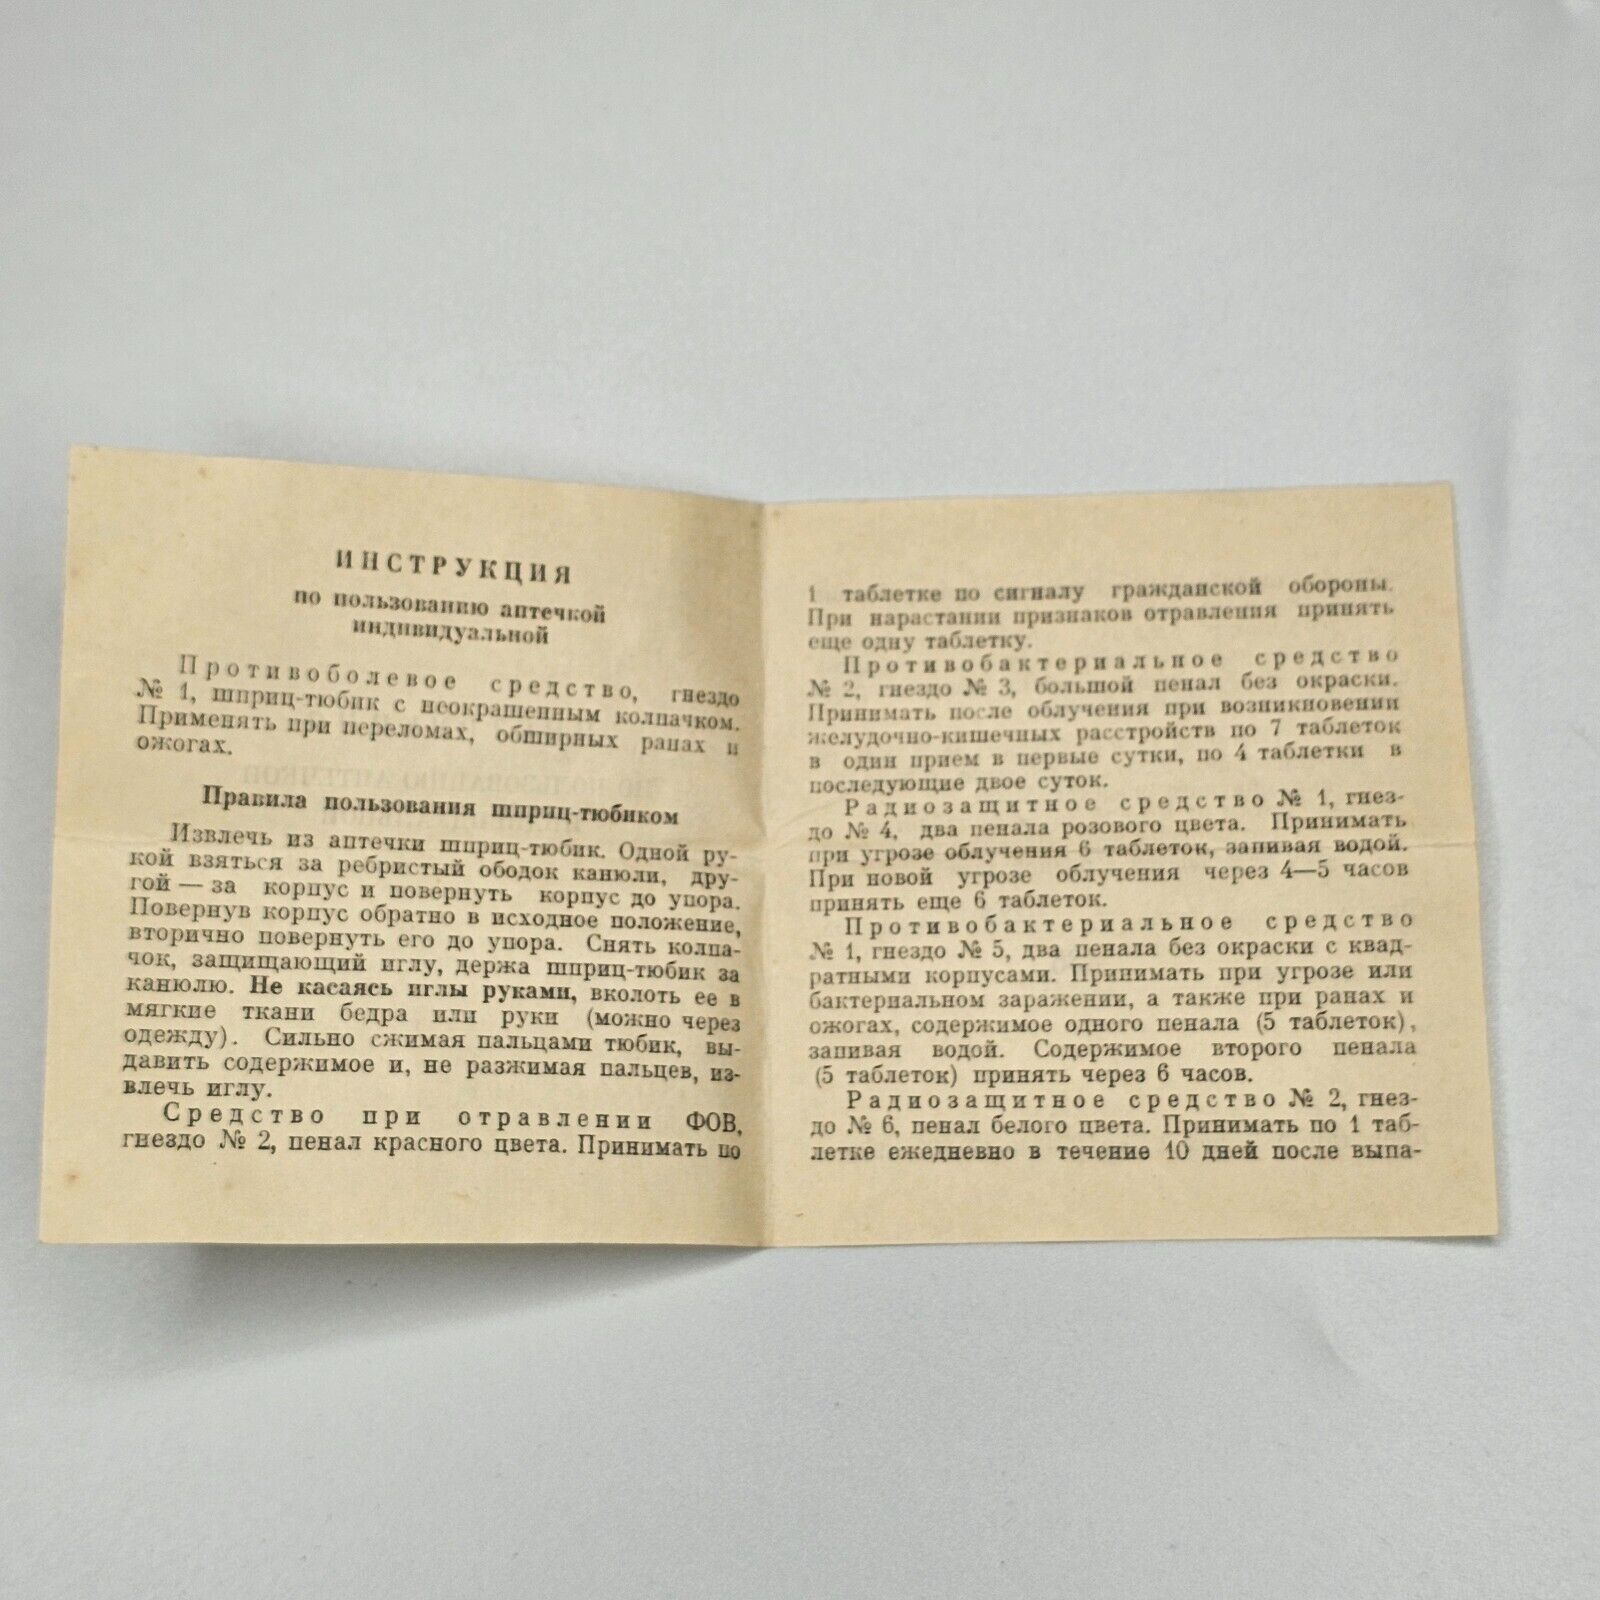 ИНСТРУКЦИЯ
по пользованию аптечкой
индивидуальной
Противоболевое средство, гнездо
№ 1, шприц-тюбик с неокрашенным колпачком.
Применять при переломах, обширных ранах и
ожогах.
Правила пользования шприц-тюбиком
Извлечь из аптечки шприц-тюбик. Одной ру-
кой взяться за ребристый ободок канюли, дру-
гой — за корпус и повернуть корпус до упора.
Повернув корпус обратно в исходное положение,
вторично повернуть его до упора. Снять колпа-
чок, защищающий иглу, держа шприц-тюбик за
канюлю. Не касаясь иглы руками, вколоть ее в
мягкие ткани бедра или руки (можно через
одежду). Сильно сжимая пальцами тюбик, вы-
давить содержимое и, не разжимая пальцев, из-
влечь иглу.
Средство при отравлении ФОВ,
гнездо № 2, пенал красного цвета. Принимать по
1 таблетке по сигналу гражданской обороны.
При нарастании признаков отравления принять
еще одну таблетку.
Противобактериальное средство
№ 2, гнездо № 3, большой пенал без окраски.
Принимать после облучения при возникновении
желудочно-кишечных расстройств по 7 таблеток
в один прием в первые сутки, по 4 таблетки в
последующие двое суток.
Радиозащитное средство № 1, гнез-
до № 4, два пенала розового цвета. Принимать
при угрозе облучения 6 таблеток, запивая водой.
При новой угрозе облучения через 4—5 часов
принять еще 6 таблеток.
Противобактериальное средство
№ 1, гнездо № 5, два пенала без окраски с квад-
ратными корпусами. Принимать при угрозе или
бактериальном заражении, а также при ранах и
ожогах, содержимое одного пенала (5 таблеток),
запивая водой. Содержимое второго пенала
(5 таблеток) принять через 6 часов.
Радиозащитное средство № 2, гнез-
до № 6, пенал белого цвета. Принимать по 1 таб-
летке ежедневно в течение 10 дней после выпа-